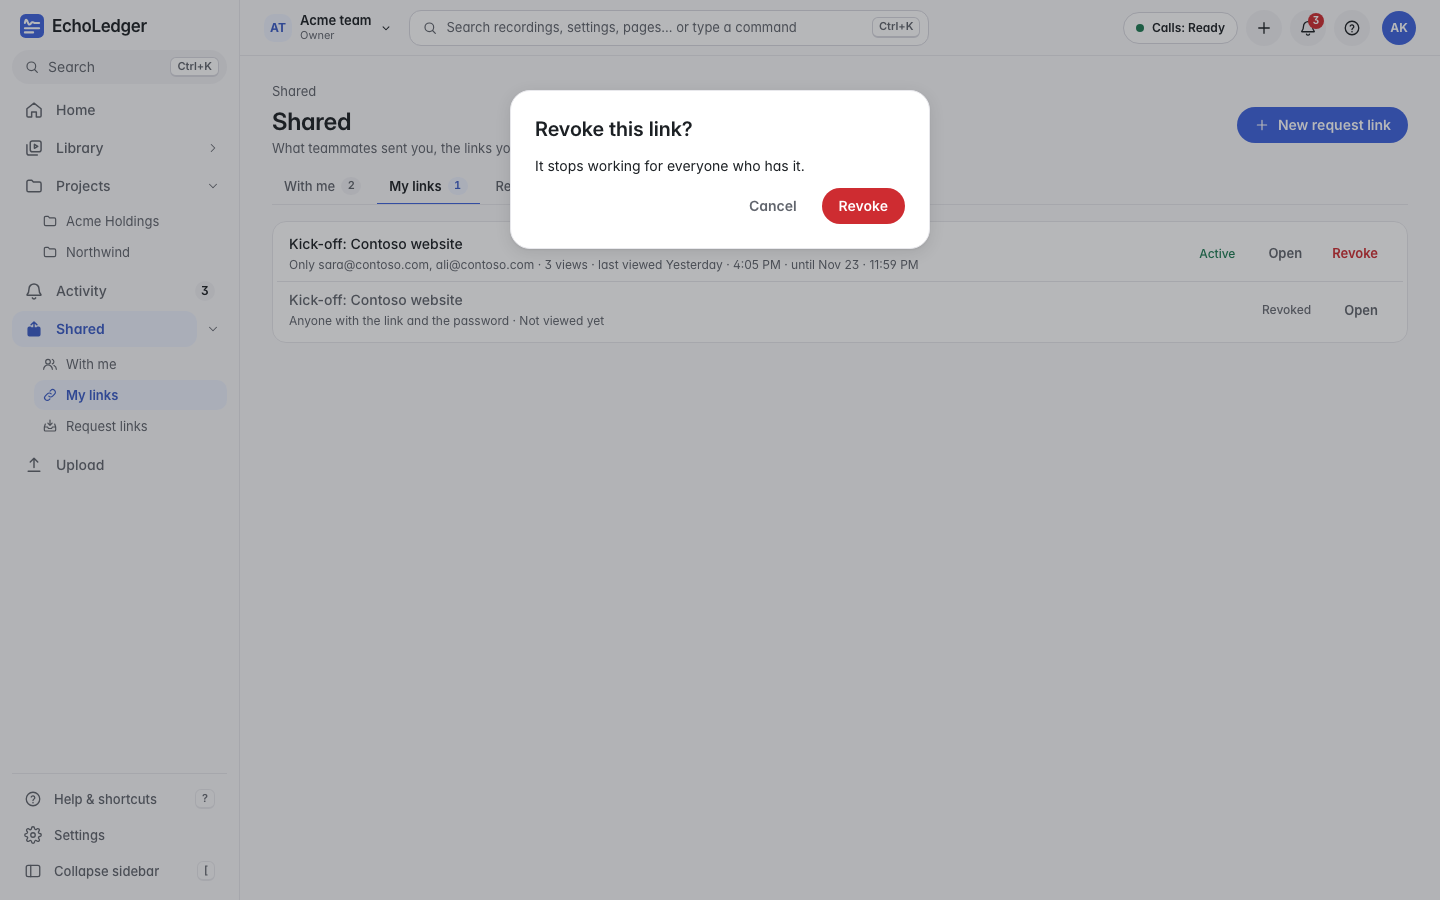 EchoLedger
Search Ctrl+K
Home
Library
Projects
Acme Holdings
Northwind
Activity 3
Shared
With me
My links
Request links
Upload
Help & shortcuts ?
Settings
Collapse sidebar [
AT Acme team
Owner
Search recordings, settings, pages... or type a command Ctrl+K
Calls: Ready
3
AK
Shared
Shared
What teammates sent you, the links yo
New request link
With me 2 My links 1 Re
Revoke this link?
It stops working for everyone who has it.
Cancel Revoke
Kick-off: Contoso website
Only sara@contoso.com, ali@contoso.com · 3 views · last viewed Yesterday · 4:05 PM · until Nov 23 · 11:59 PM
Active Open Revoke
Kick-off: Contoso website
Anyone with the link and the password · Not viewed yet
Revoked Open